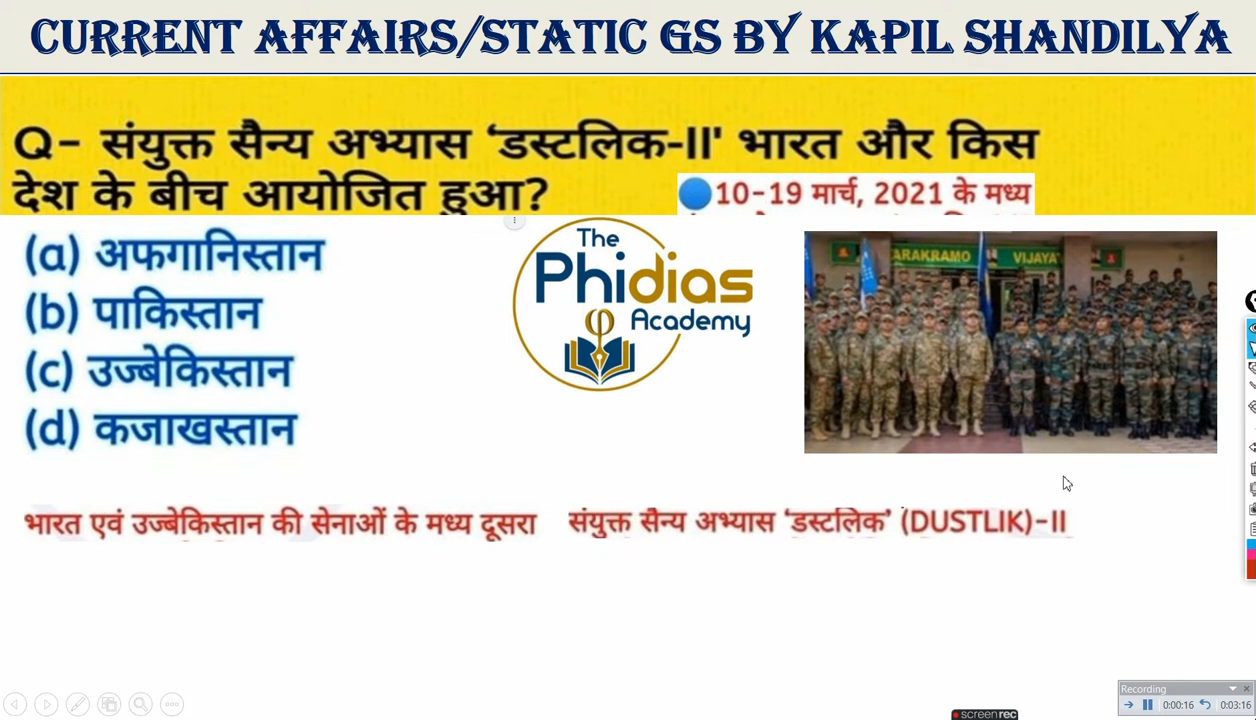 CURRENT AFFAIRS/STATIC GS BY KAPIL SHANDILYA
Q- संयुक्त सैन्य अभ्यास ‘डस्टलिक-II' भारत और किस
देश के बीच आयोजित हुआ?
10-19 मार्च, 2021 के मध्य
(a) अफगानिस्तान
(b) पाकिस्तान
(c) उज्बेकिस्तान
(d) कजाखस्तान
The
Phidias
Academy
ARAKRAMO VIJAYA
भारत एवं उज्बेकिस्तान की सेनाओं के मध्य दूसरा
संयुक्त सैन्य अभ्यास ‘डस्टलिक’ (DUSTLIK)-II
Recording
0:00:16 0:03:16
screenrec